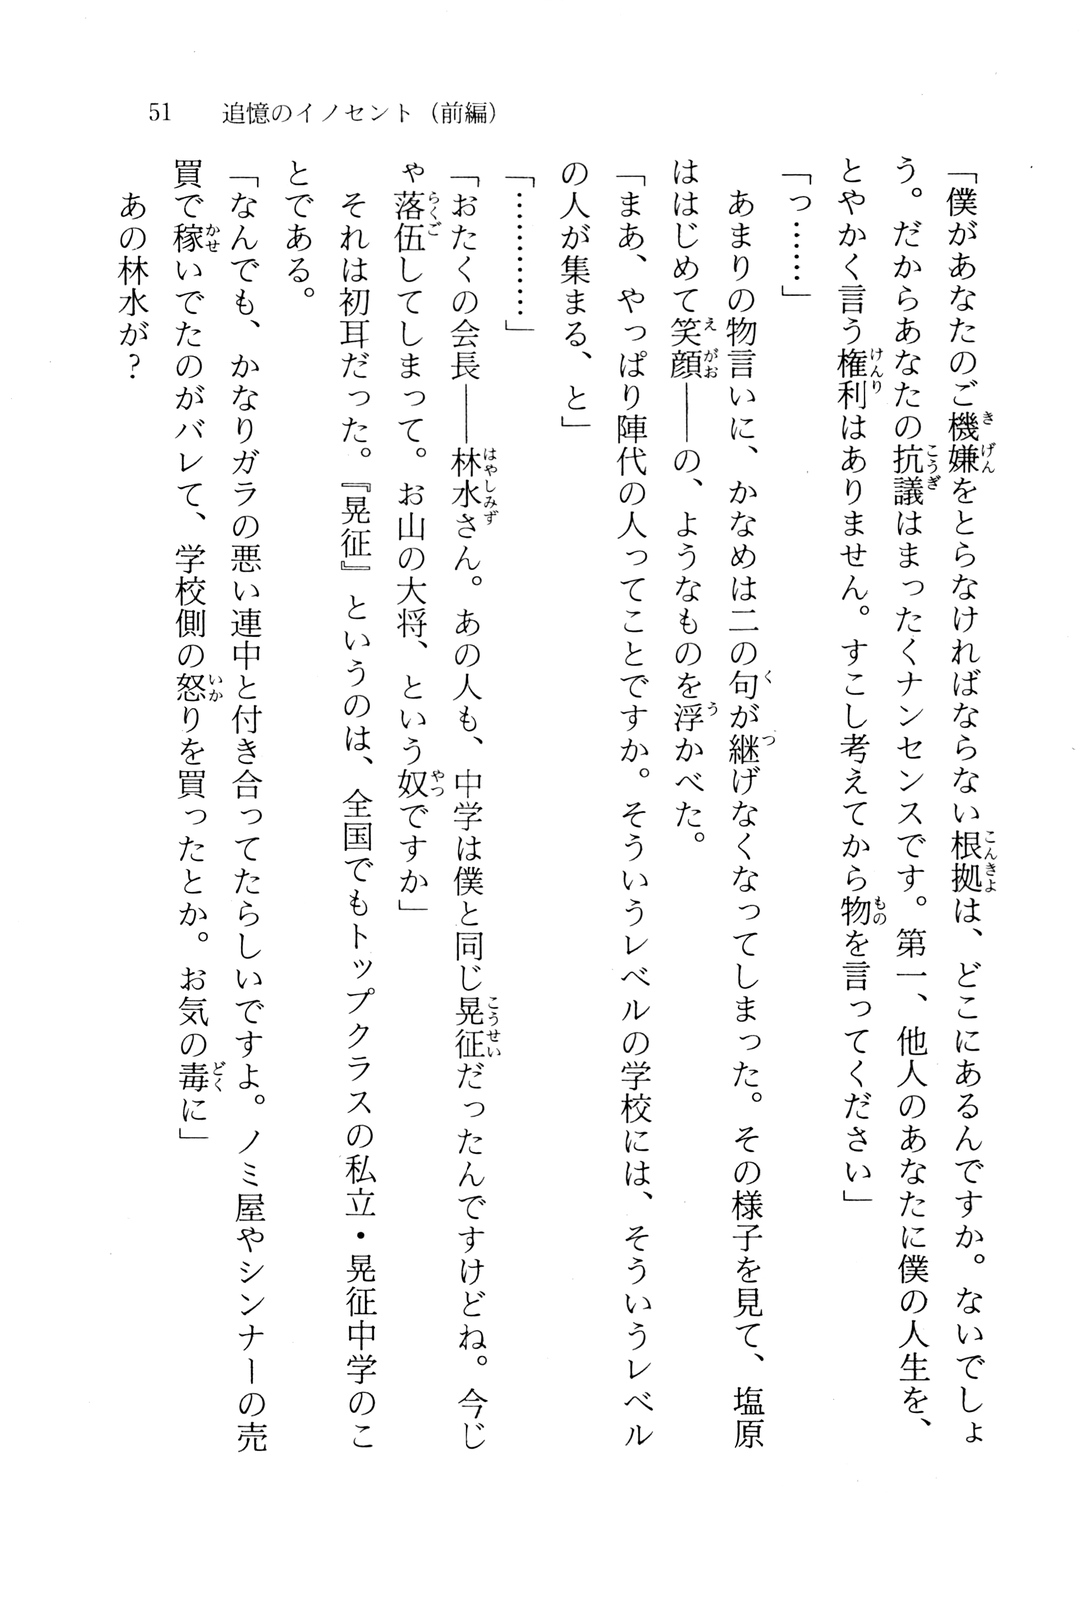 51　追憶のイノセント（前編）
「僕があなたのご機嫌をとらなければならない根拠は、どこにあるんですか。ないでしょ
う。だからあなたの抗議はまったくナンセンスです。第一、他人のあなたに僕の人生を、
とやかく言う権利はありません。すこし考えてから物を言ってください」
「っ……」
　あまりの物言いに、かなめは二の句が継げなくなってしまった。その様子を見て、塩原
ははじめて笑顔――の、ようなものを浮かべた。
「まあ、やっぱり陣代の人ってことですか。そういうレベルの学校には、そういうレベル
の人が集まる、と」
「…………」
「おたくの会長――林水さん。あの人も、中学は僕と同じ晃征だったんですけどね。今じ
ゃ落伍してしまって。お山の大将、という奴ですか」
　それは初耳だった。『晃征』というのは、全国でもトップクラスの私立・晃征中学のこ
とである。
「なんでも、かなりガラの悪い連中と付き合ってたらしいですよ。ノミ屋やシンナーの売
買で稼いでたのがバレて、学校側の怒りを買ったとか。お気の毒に」
　あの林水が？